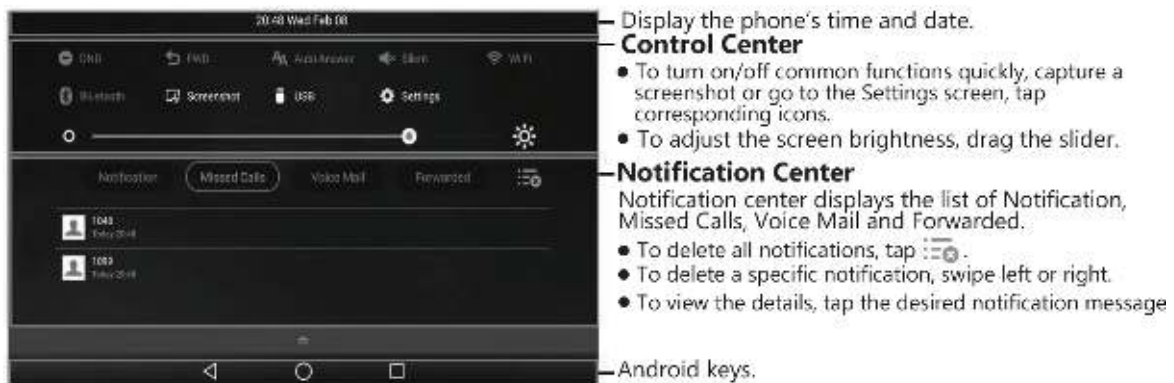 20:48 Wed Feb 08
DND FWD Auto Answer Silent Wi-Fi
Bluetooth Screenshot USB Settings
Notification Missed Calls Voice Mail Forwarded
1048
Today 20:48
Today 20:48
Display the phone's time and date.
Control Center
● To turn on/off common functions quickly, capture a
screenshot or go to the Settings screen, tap
corresponding icons.
● To adjust the screen brightness, drag the slider.
Notification Center
Notification center displays the list of Notification,
Missed Calls, Voice Mail and Forwarded.
● To delete all notifications, tap .
● To delete a specific notification, swipe left or right.
● To view the details, tap the desired notification message
Android keys.